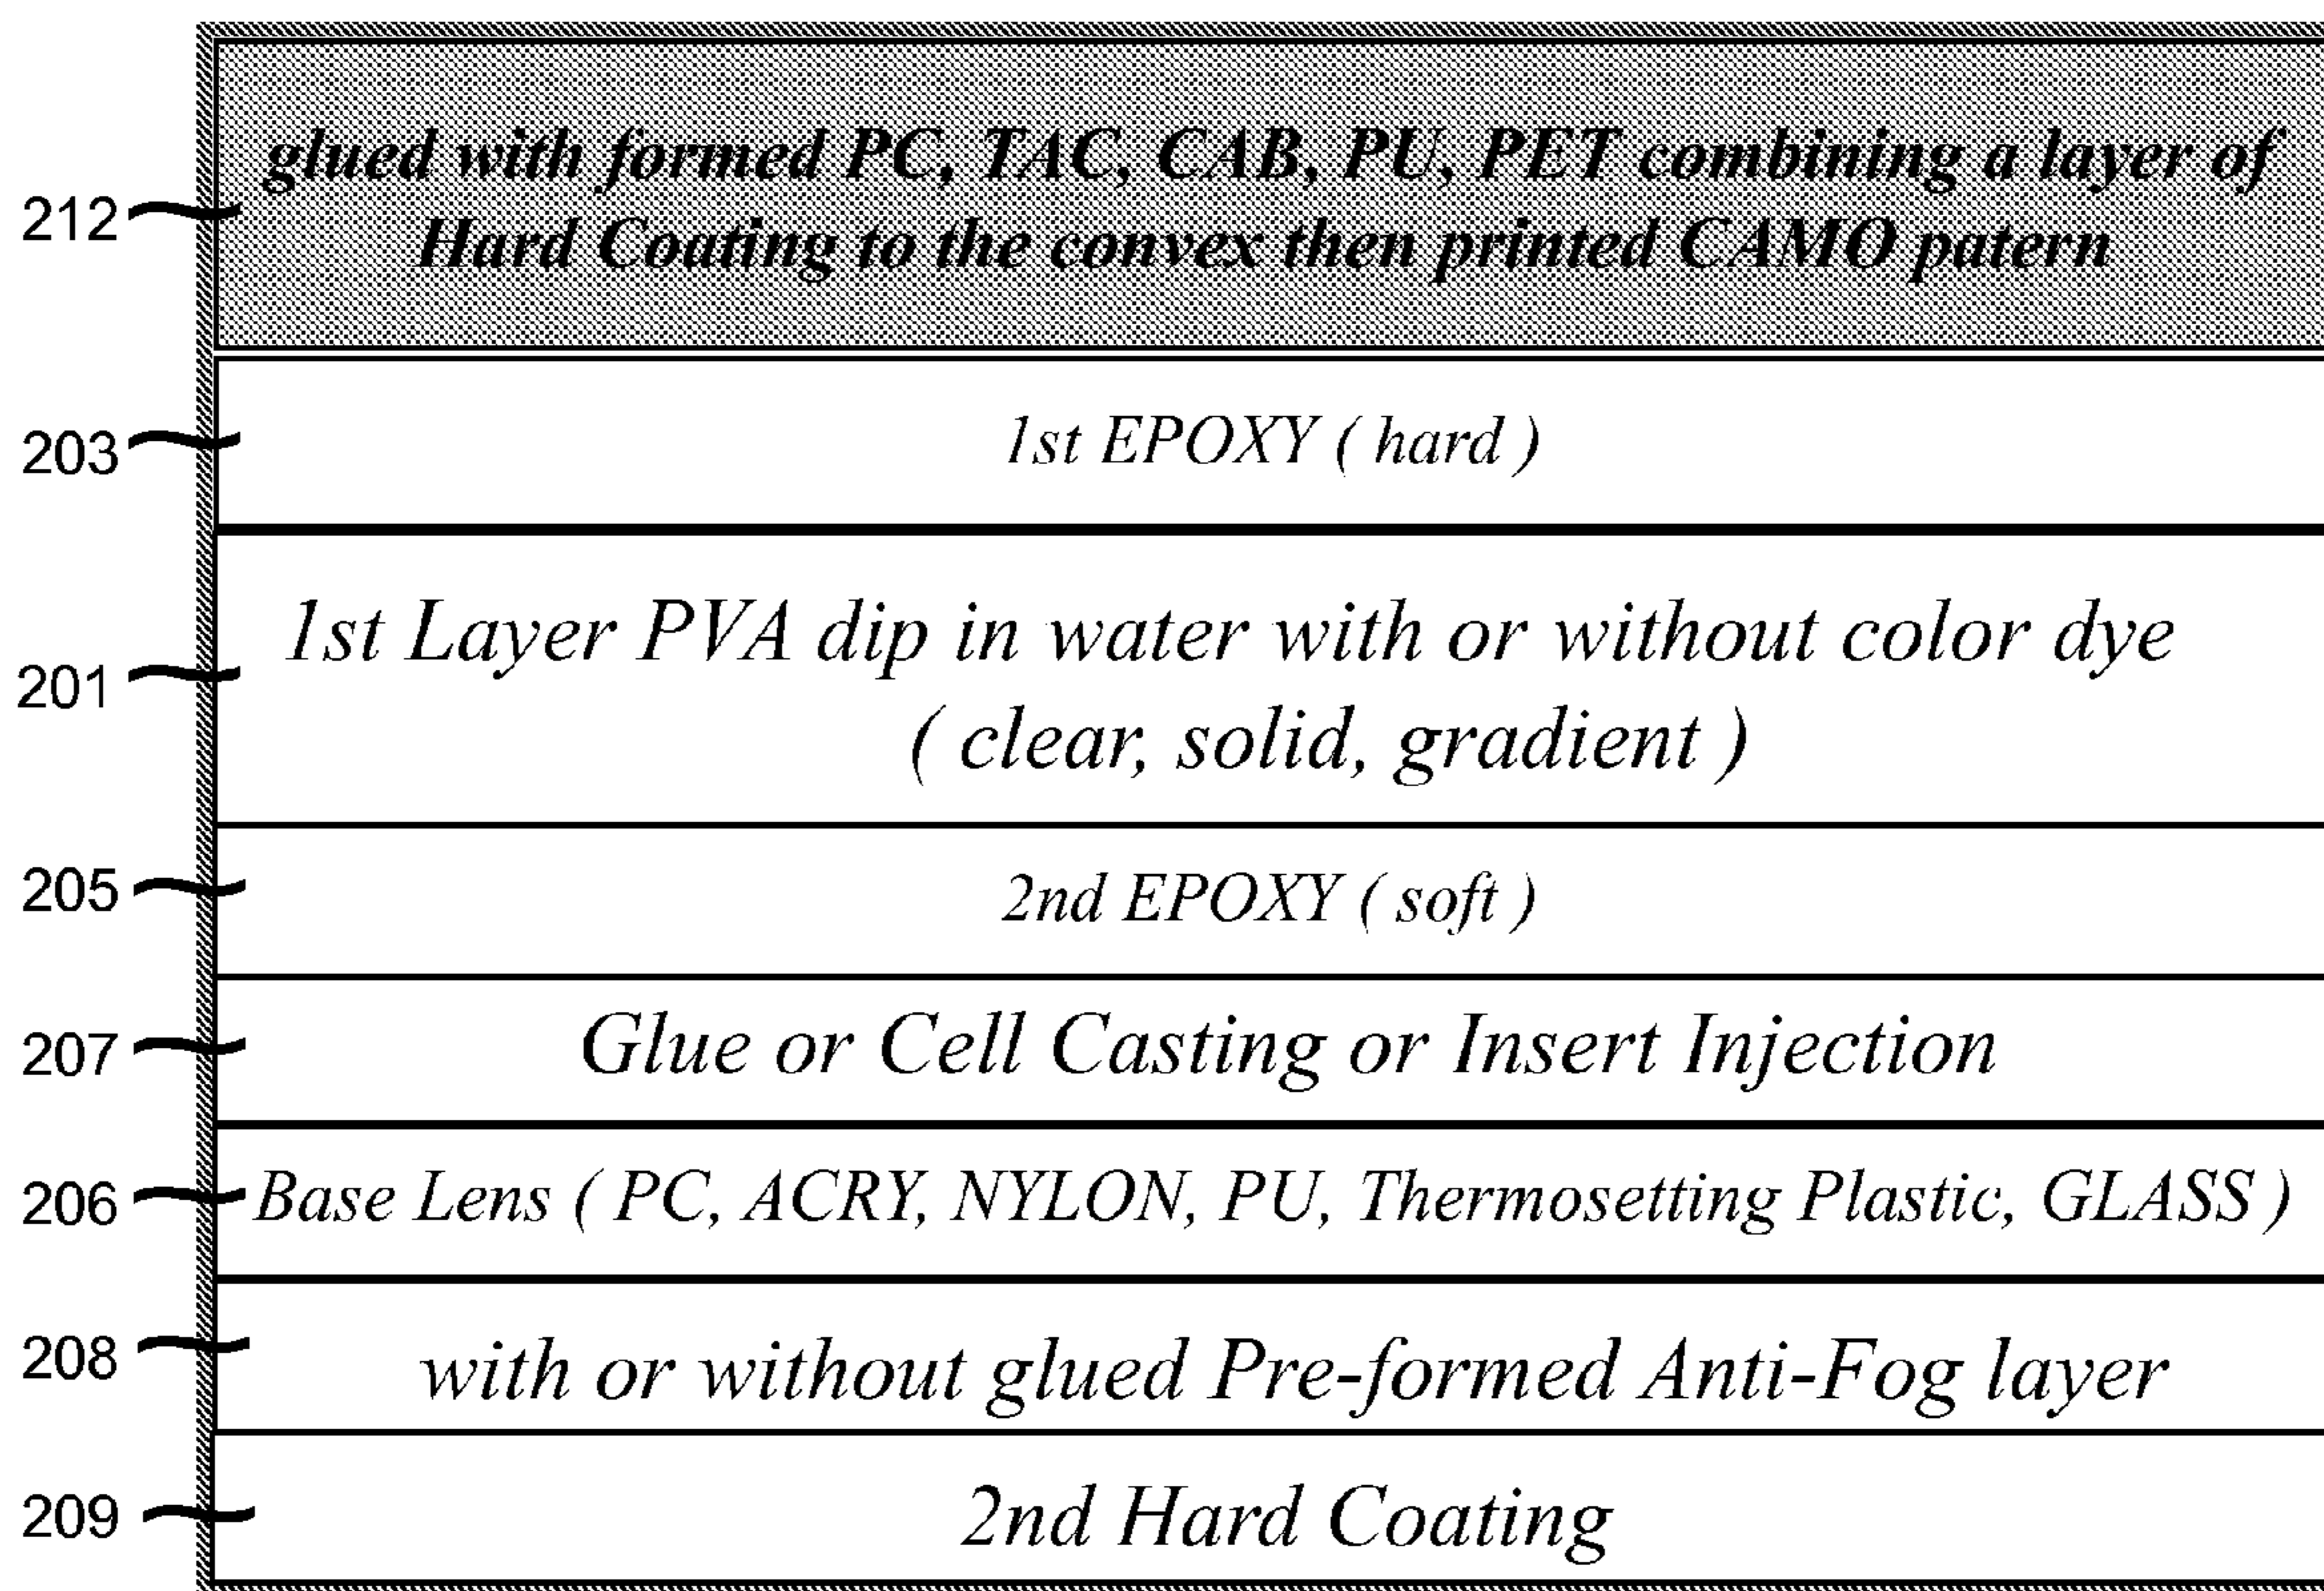 212
glued with formed PC, TAC, CAB, PU, PET combining a layer of
Hard Coating to the convex then printed CAMO patern
203
1st EPOXY ( hard )
201
1st Layer PVA dip in water with or without color dye
( clear, solid, gradient )
205
2nd EPOXY ( soft )
207
Glue or Cell Casting or Insert Injection
206
Base Lens ( PC, ACRY, NYLON, PU, Thermosetting Plastic, GLASS )
208
with or without glued Pre-formed Anti-Fog layer
209
2nd Hard Coating